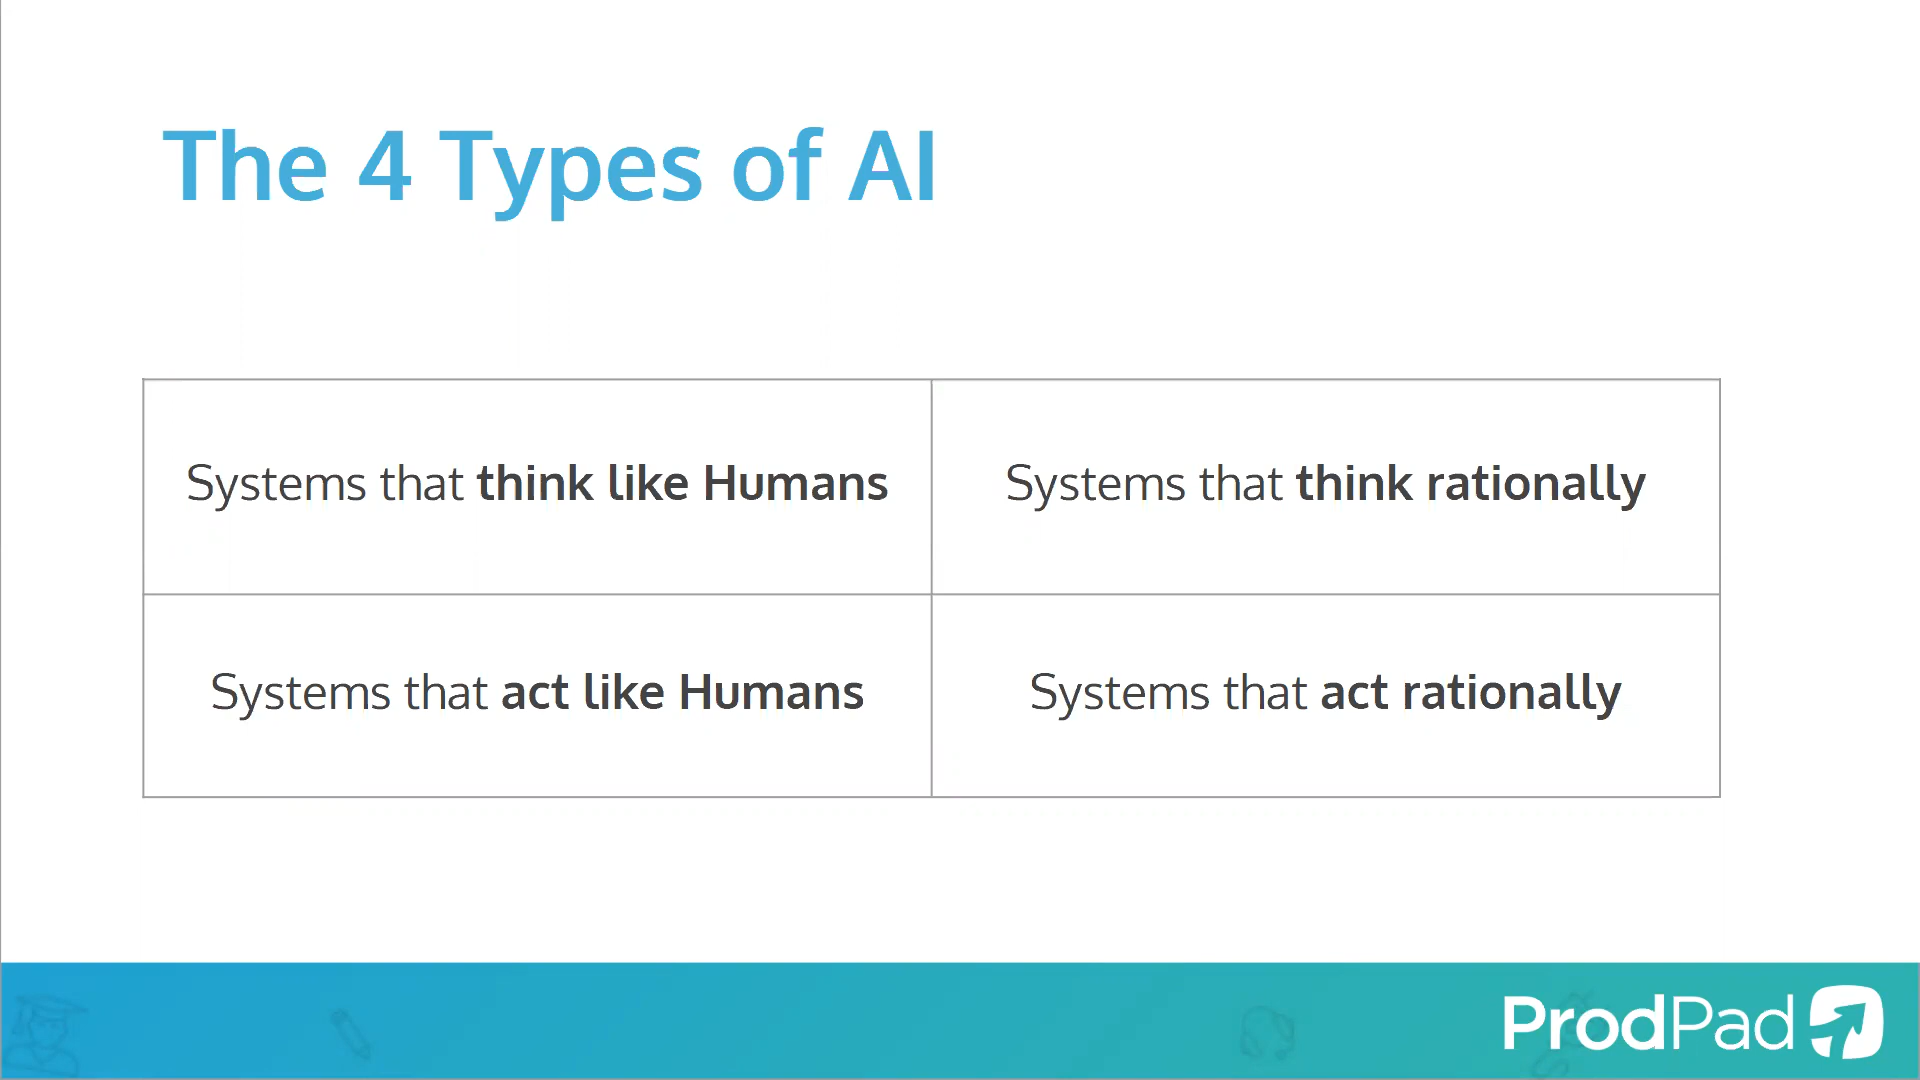 The 4 Types of AI
Systems that think like Humans
Systems that think rationally
Systems that act like Humans
Systems that act rationally
ProdPad